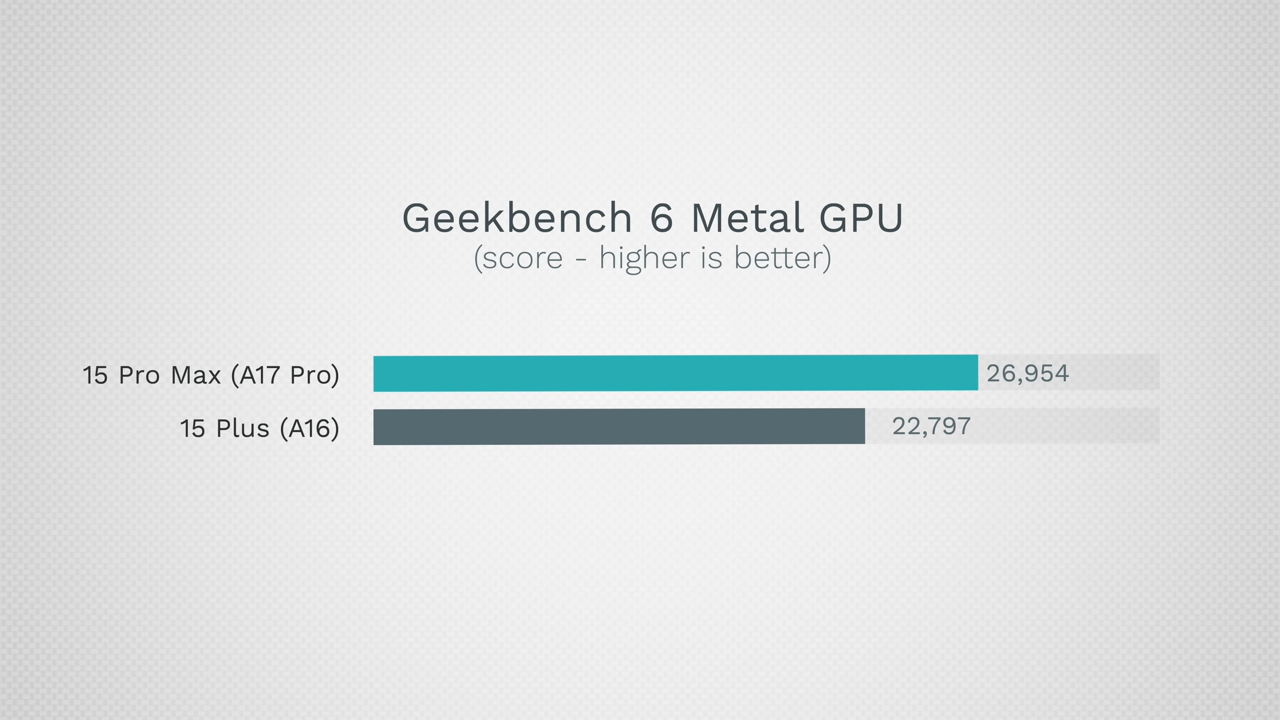 Geekbench 6 Metal GPU
(score - higher is better)
15 Pro Max (A17 Pro) 26,954
15 Plus (A16) 22,797